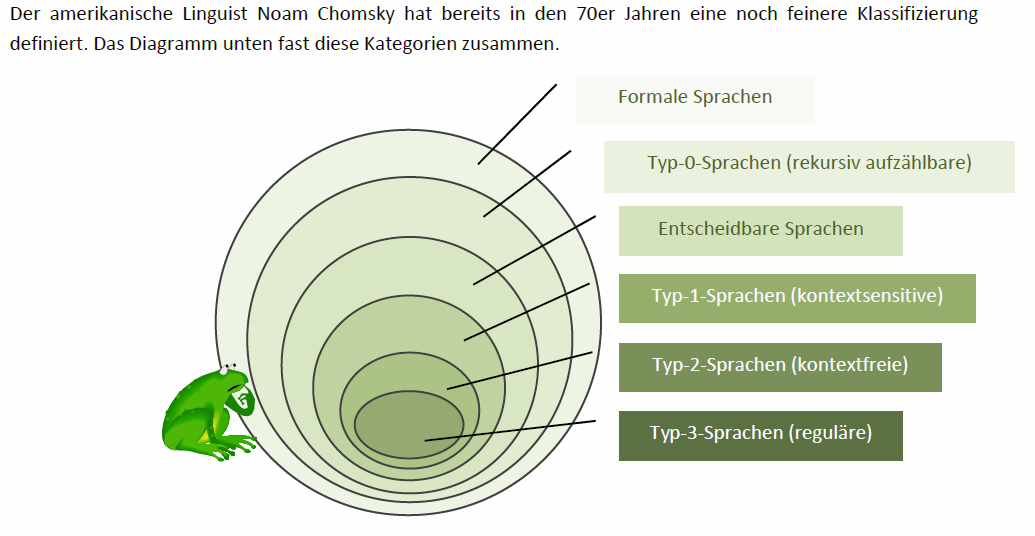 Der amerikanische Linguist Noam Chomsky hat bereits in den 70er Jahren eine noch feinere Klassifizierung
definiert. Das Diagramm unten fast diese Kategorien zusammen.
Formale Sprachen
Typ-0-Sprachen (rekursiv aufzählbare)
Entscheidbare Sprachen
Typ-1-Sprachen (kontextsensitive)
Typ-2-Sprachen (kontextfreie)
Typ-3-Sprachen (reguläre)